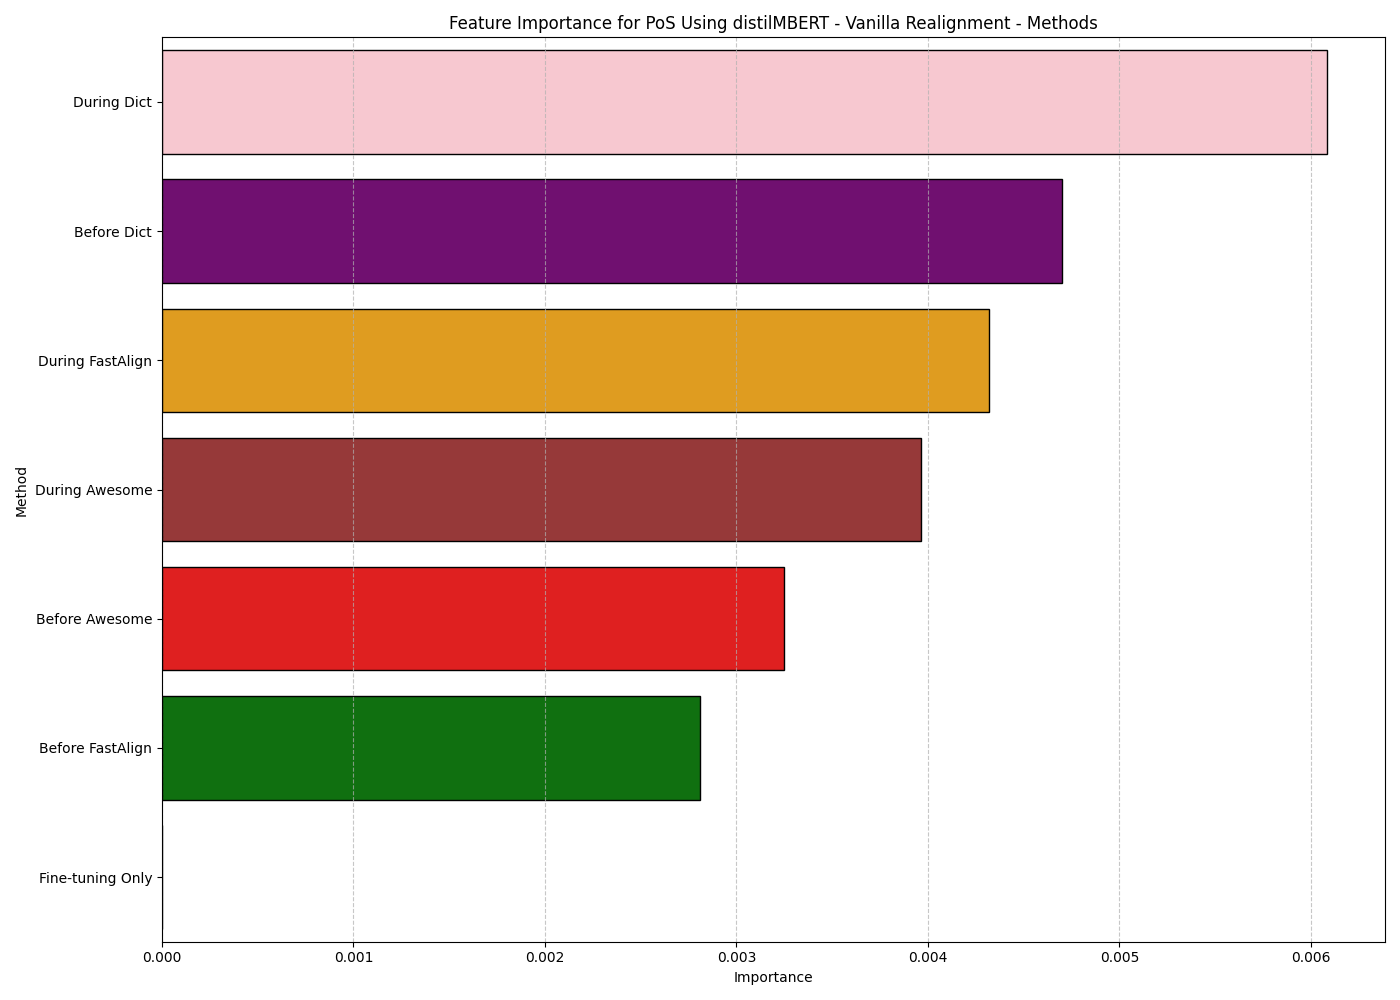 Feature Importance for PoS Using distilMBERT - Vanilla Realignment - Methods
Method
During Dict
Before Dict
During FastAlign
During Awesome
Before Awesome
Before FastAlign
Fine-tuning Only
0.000 0.001 0.002 0.003 0.004 0.005 0.006
Importance